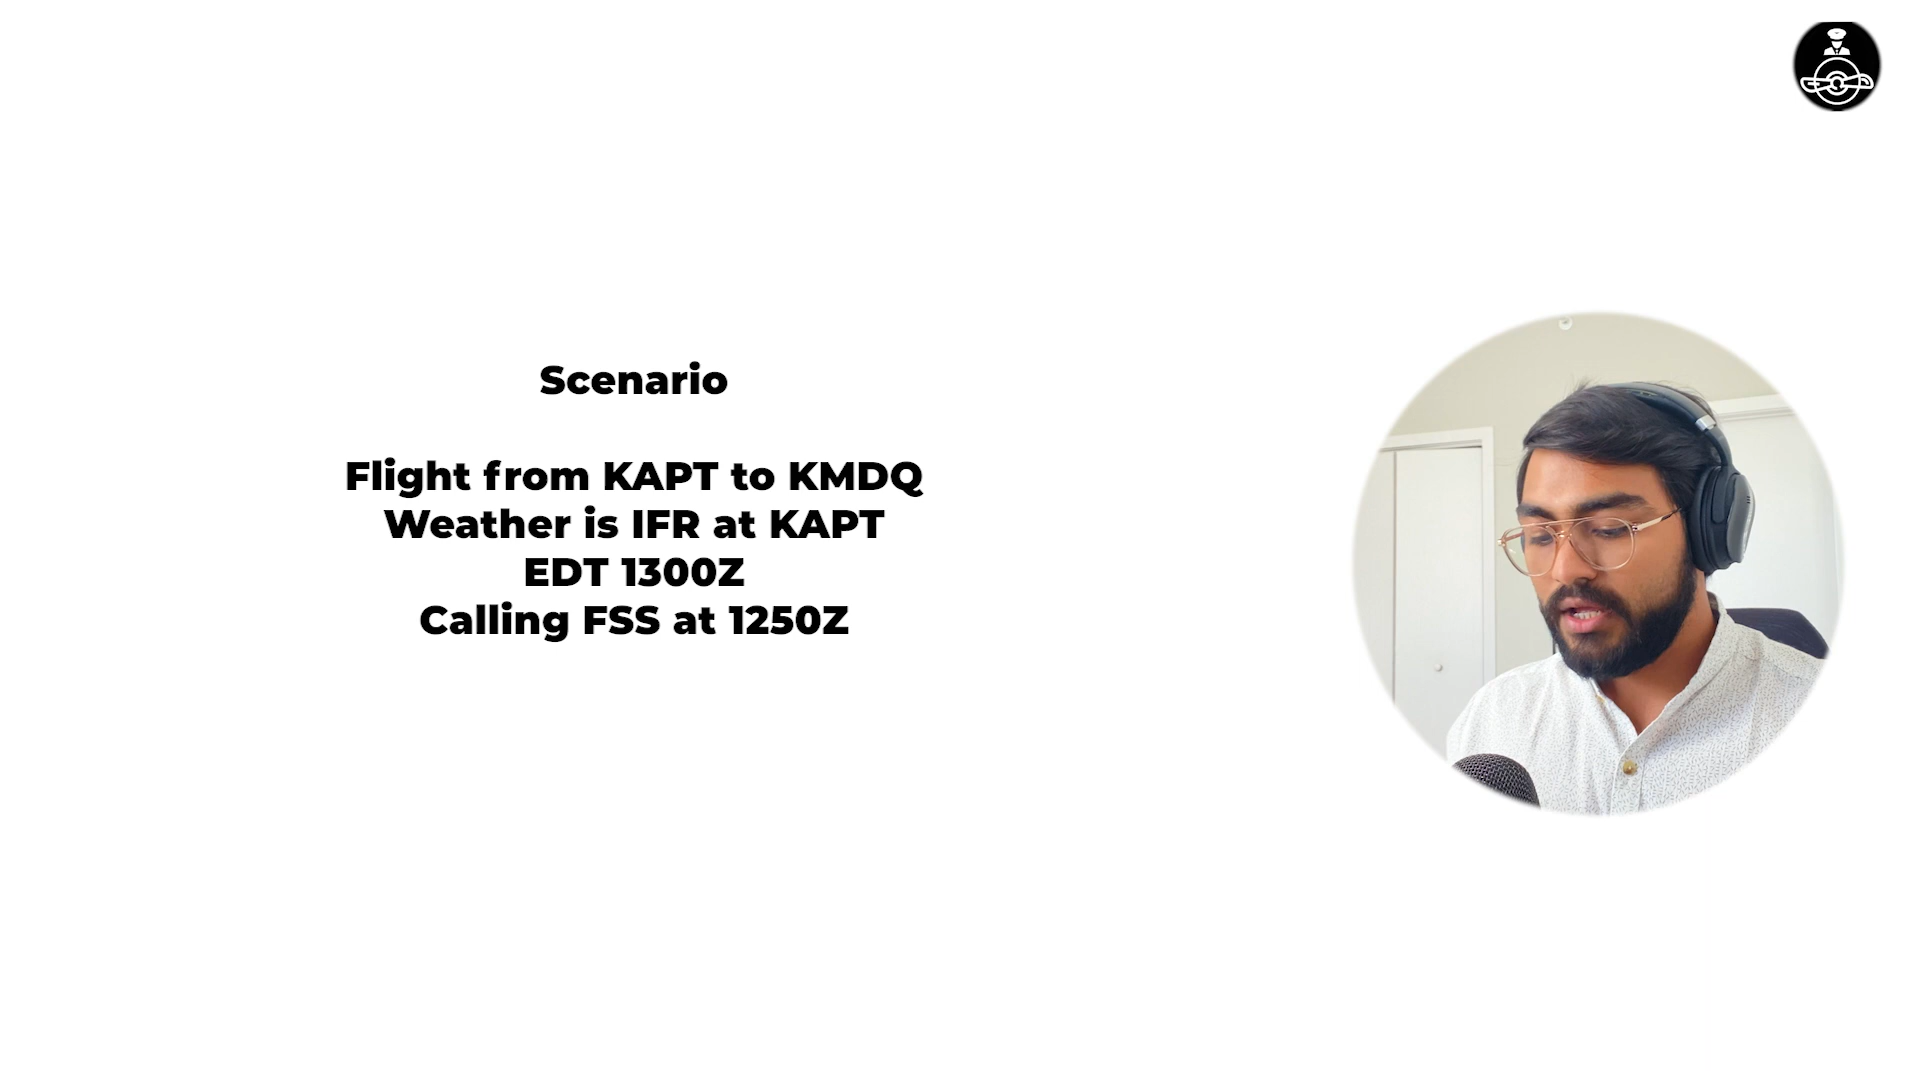 Scenario
Flight from KAPT to KMDQ
Weather is IFR at KAPT
EDT 1300Z
Calling FSS at 1250Z